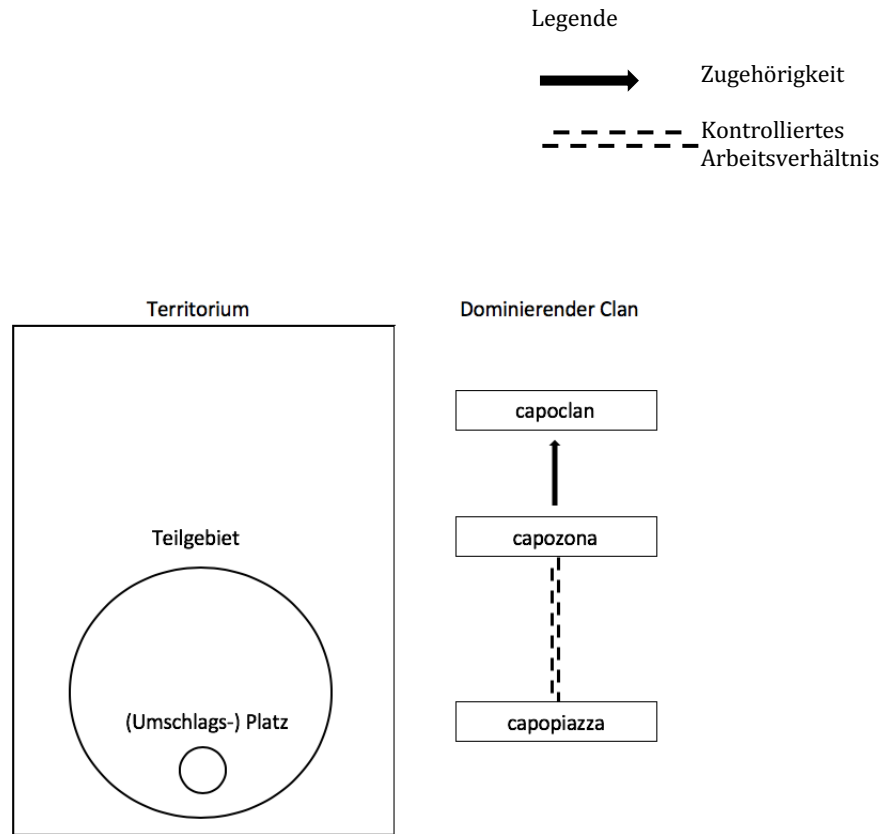 Legende
Zugehörigkeit
Kontrolliertes
Arbeitsverhältnis
Territorium
Dominierender Clan
capoclan
Teilgebiet
capozona
(Umschlags-) Platz
capopiazza